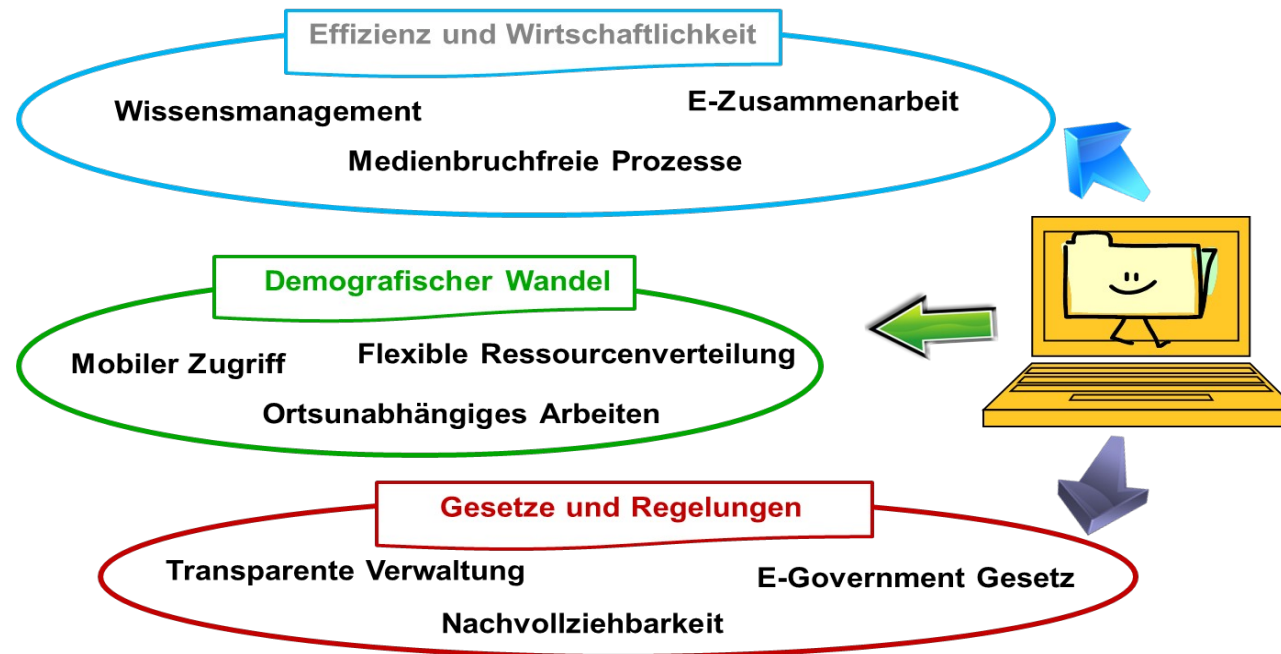 Effizienz und Wirtschaftlichkeit
Wissensmanagement
E-Zusammenarbeit
Medienbruchfreie Prozesse
Demografischer Wandel
Mobiler Zugriff
Flexible Ressourcenverteilung
Ortsunabhängiges Arbeiten
Gesetze und Regelungen
Transparente Verwaltung
E-Government Gesetz
Nachvollziehbarkeit